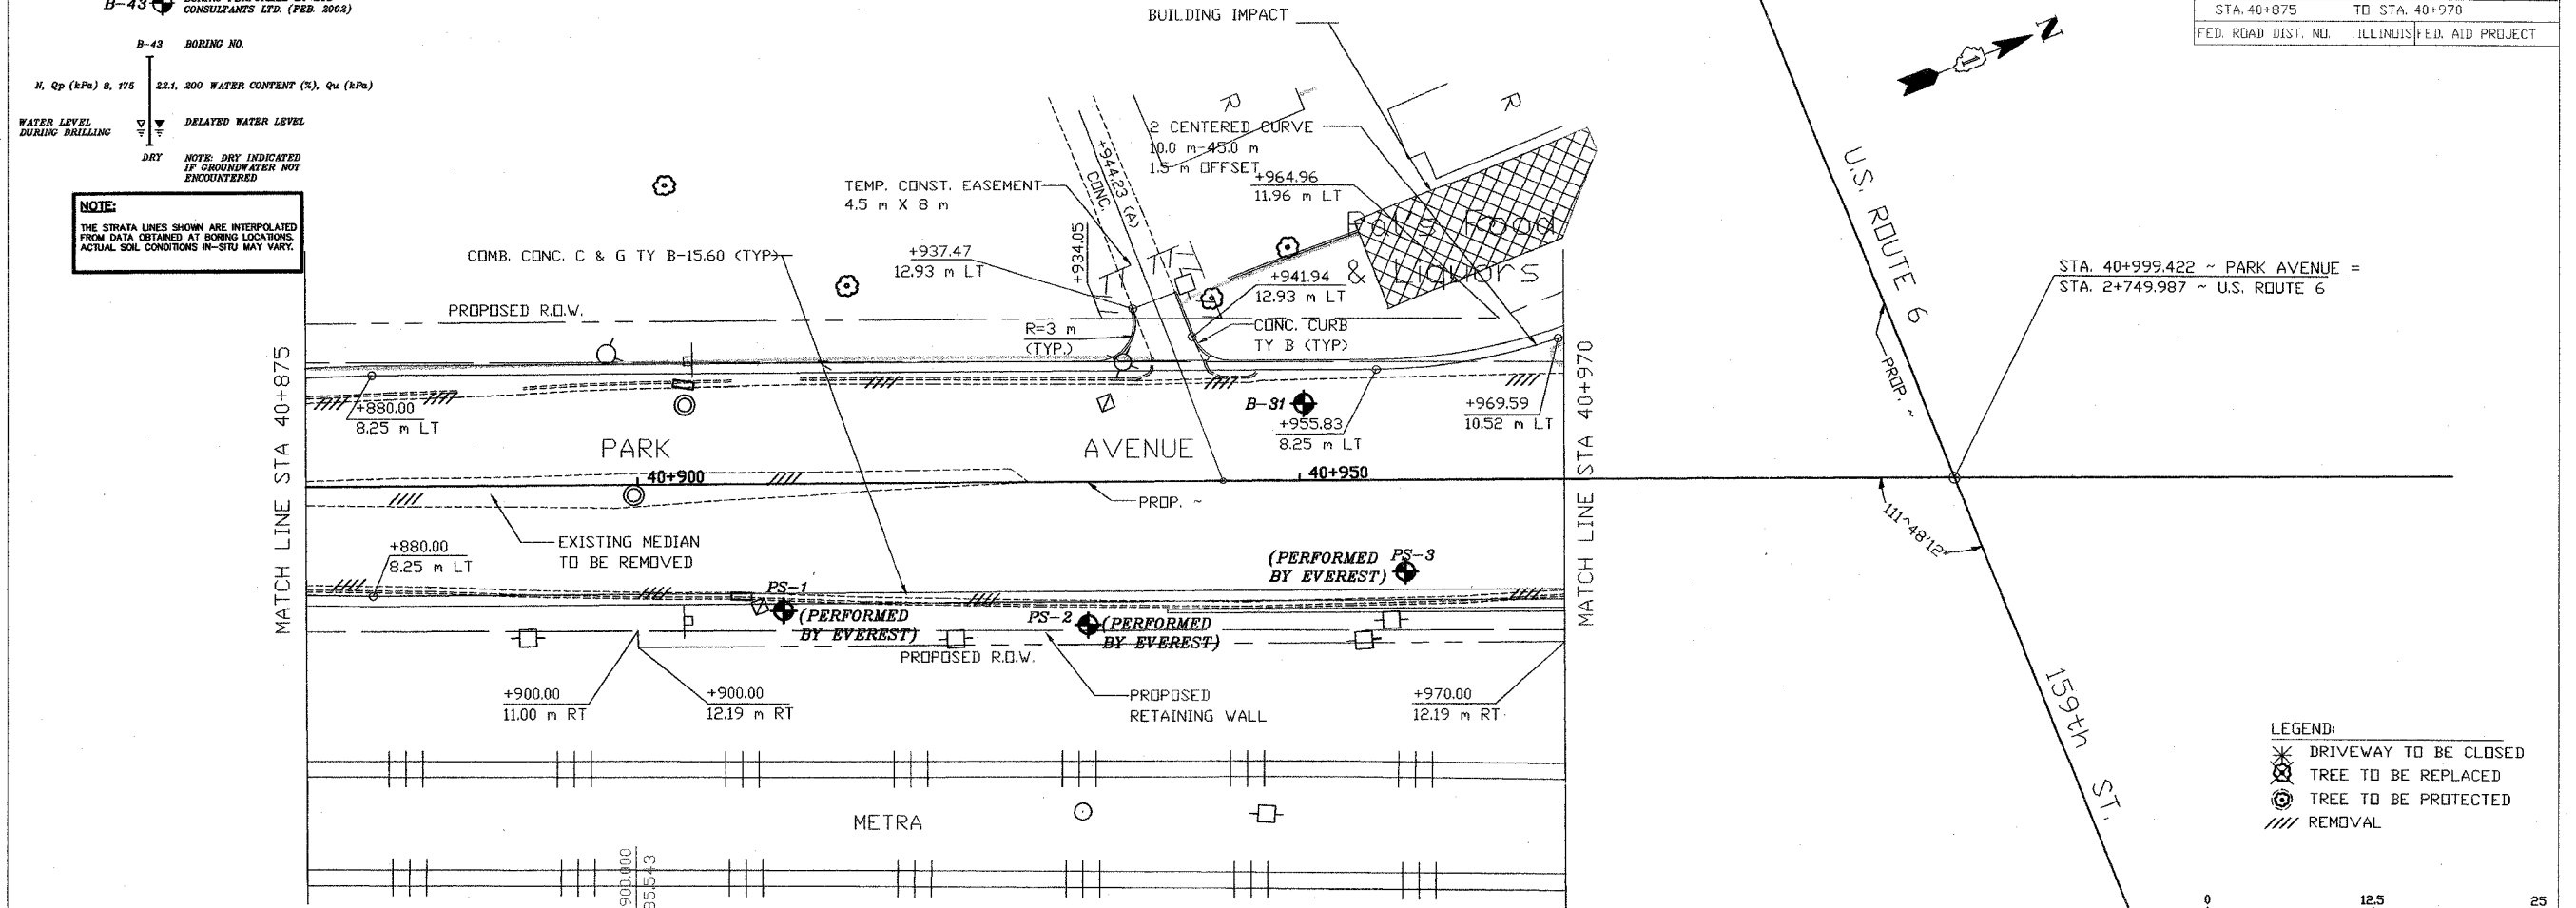 B-43
CONSULTANTS LTD. (FEB. 2002)
B-43 BORING NO.
N, Qp (kPa) 8, 175 22.1, 200 WATER CONTENT (%), Qu (kPa)
WATER LEVEL
DURING DRILLING
DELAYED WATER LEVEL
DRY
NOTE: DRY INDICATED
IF GROUNDWATER NOT
ENCOUNTERED
NOTE:
THE STRATA LINES SHOWN ARE INTERPOLATED
FROM DATA OBTAINED AT BORING LOCATIONS.
ACTUAL SOIL CONDITIONS IN-SITU MAY VARY.
BUILDING IMPACT
STA. 40+875 TO STA. 40+970
FED. ROAD DIST. NO. ILLINOIS FED. AID PROJECT
N
1
R
R
2 CENTERED CURVE
10.0 m-45.0 m
1.5 m OFFSET
+964.96
11.96 m LT
+944.23 (A)
CONC.
TEMP. CONST. EASEMENT
4.5 m X 8 m
+934.05
Pals Food
& Liquors
COMB. CONC. C & G TY B-15.60 (TYP)
+937.47
12.93 m LT
+941.94
12.93 m LT
PROPOSED R.O.W.
R=3 m
(TYP.)
CONC. CURB
TY B (TYP)
U.S. ROUTE 6
STA. 40+999.422 ~ PARK AVENUE =
STA. 2+749.987 ~ U.S. ROUTE 6
PROP. ~
MATCH LINE STA 40+875
+880.00
8.25 m LT
B-31
+955.83
8.25 m LT
+969.59
10.52 m LT
MATCH LINE STA 40+970
PARK AVENUE
40+900
40+950
PROP. ~
111^48'12"
EXISTING MEDIAN
TO BE REMOVED
+880.00
8.25 m LT
PS-1
(PERFORMED
BY EVEREST)
PS-2
(PERFORMED
BY EVEREST)
(PERFORMED PS-3
BY EVEREST)
PROPOSED R.O.W.
+900.00
11.00 m RT
+900.00
12.19 m RT
PROPOSED
RETAINING WALL
+970.00
12.19 m RT
159th ST.
METRA
900.000
85.543
LEGEND:
DRIVEWAY TO BE CLOSED
TREE TO BE REPLACED
TREE TO BE PROTECTED
REMOVAL
0 12.5 25